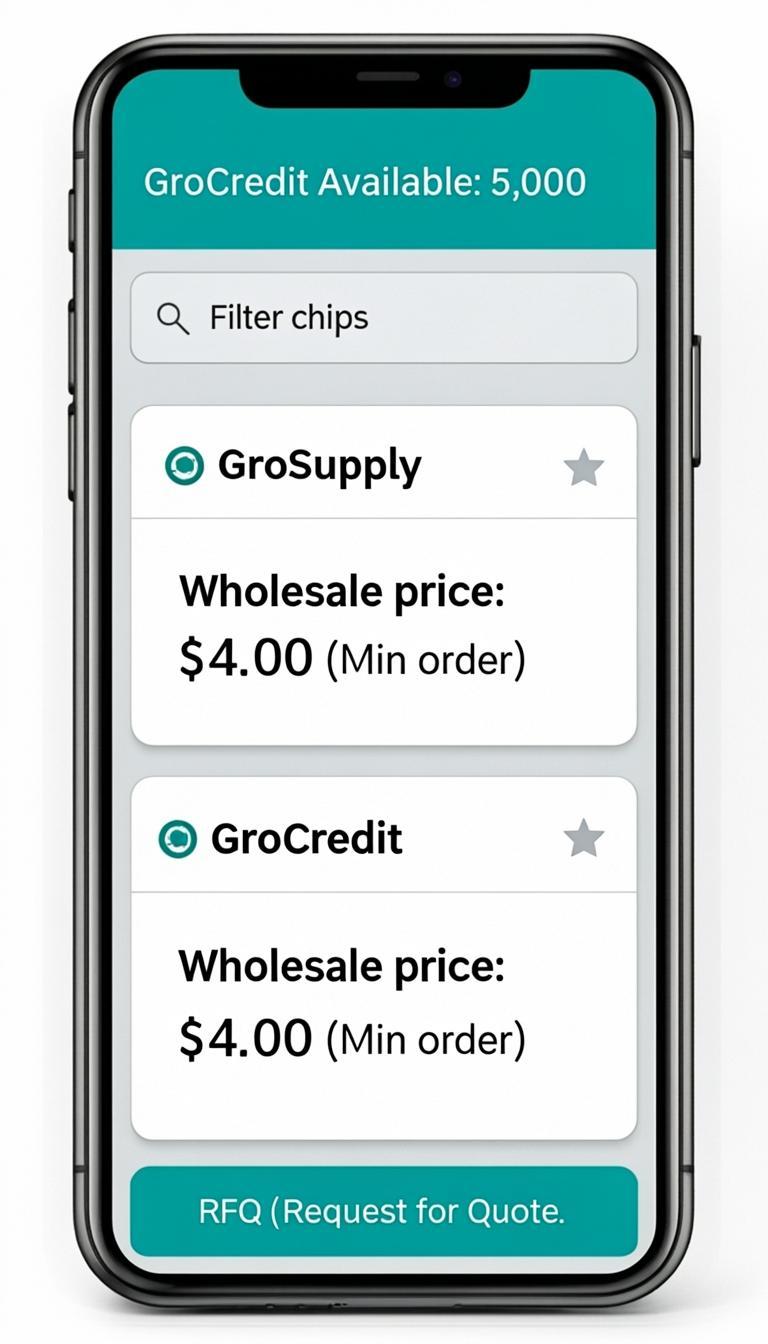 GroCredit Available: 5,000
Filter chips
GroSupply
Wholesale price:
$4.00 (Min order)
GroCredit
Wholesale price:
$4.00 (Min order)
RFQ (Request for Quote.